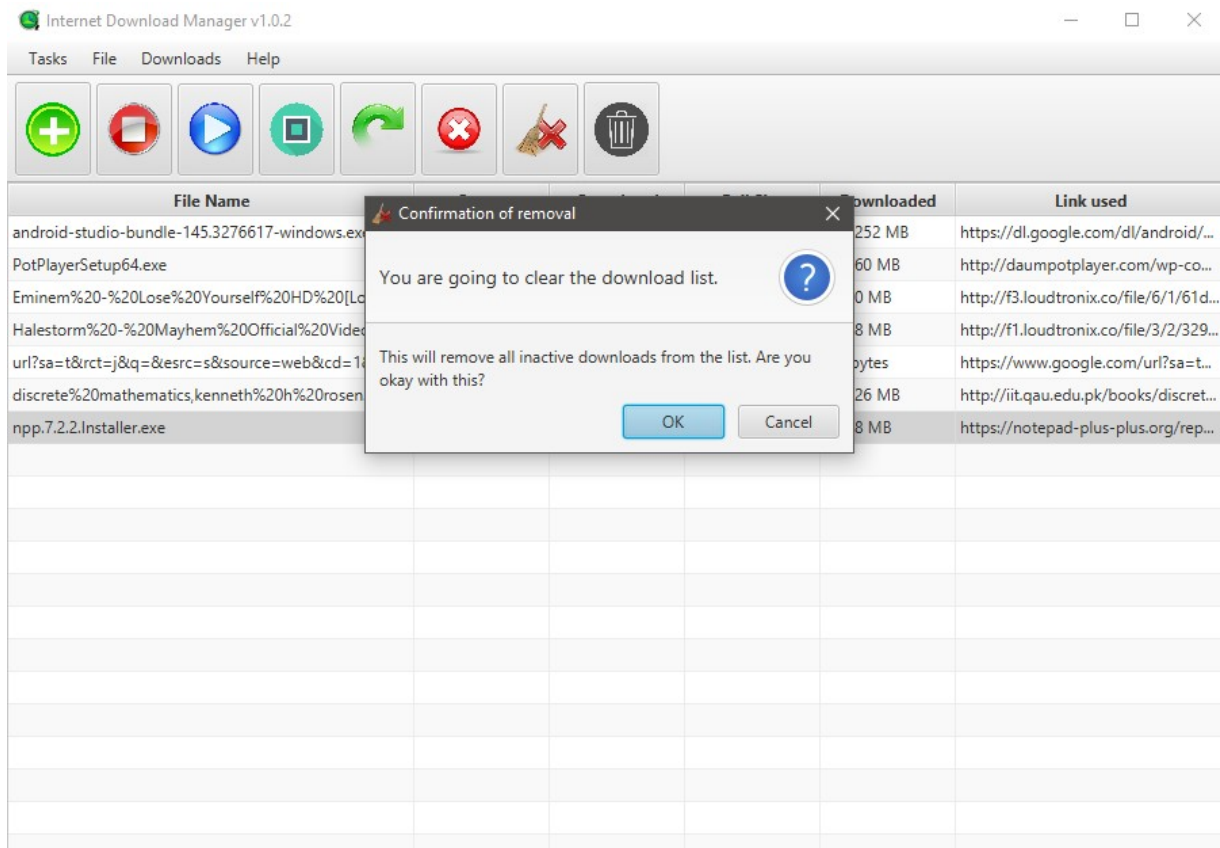 Internet Download Manager v1.0.2
Tasks File Downloads Help
File Name Link used
Confirmation of removal
android-studio-bundle-145.3276617-windows.exe 252 MB https://dl.google.com/dl/android/...
You are going to clear the download list.
PotPlayerSetup64.exe 60 MB http://daumpotplayer.com/wp-co...
Eminem%20-%20Lose%20Yourself%20HD%20[Lo 0 MB http://f3.loudtronix.co/file/6/1/61d...
Halestorm%20-%20Mayhem%20Official%20Video 8 MB http://f1.loudtronix.co/file/3/2/329...
This will remove all inactive downloads from the list. Are you
okay with this?
url?sa=t&rct=j&q=&esrc=s&source=web&cd=1& bytes https://www.google.com/url?sa=t...
discrete%20mathematics,kenneth%20h%20rosen 26 MB http://iit.qau.edu.pk/books/discret...
OK Cancel
npp.7.2.2.Installer.exe 8 MB https://notepad-plus-plus.org/rep...